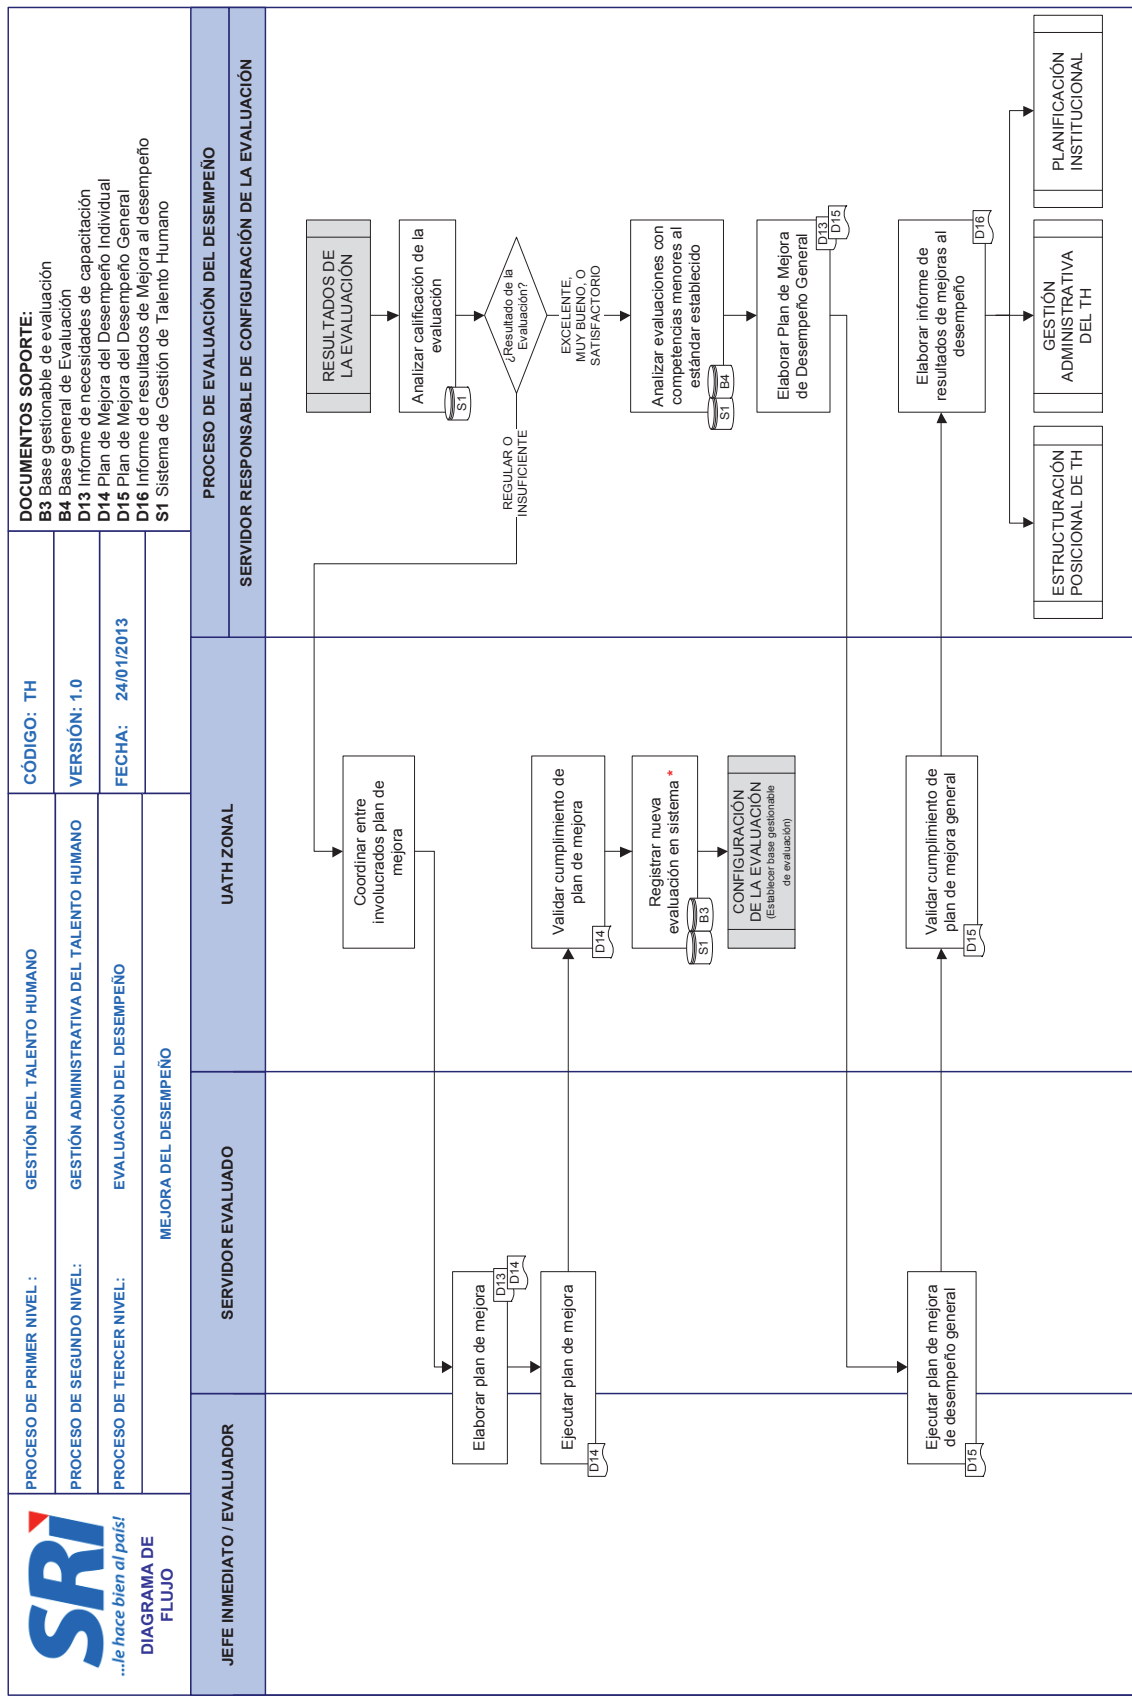 SRi
...le hace bien al país!
DIAGRAMA DE
FLUJO
PROCESO DE PRIMER NIVEL :
GESTIÓN DEL TALENTO HUMANO
PROCESO DE SEGUNDO NIVEL:
GESTIÓN ADMINISTRATIVA DEL TALENTO HUMANO
PROCESO DE TERCER NIVEL:
EVALUACIÓN DEL DESEMPEÑO
MEJORA DEL DESEMPEÑO
CÓDIGO: TH
VERSIÓN: 1.0
FECHA: 24/01/2013
DOCUMENTOS SOPORTE:
B3 Base gestionable de evaluación
B4 Base general de Evaluación
D13 Informe de necesidades de capacitación
D14 Plan de Mejora del Desempeño Individual
D15 Plan de Mejora del Desempeño General
D16 Informe de resultados de Mejora al desempeño
S1 Sistema de Gestión de Talento Humano
JEFE INMEDIATO / EVALUADOR
SERVIDOR EVALUADO
UATH ZONAL
PROCESO DE EVALUACIÓN DEL DESEMPEÑO
SERVIDOR RESPONSABLE DE CONFIGURACIÓN DE LA EVALUACIÓN
RESULTADOS DE
LA EVALUACIÓN
Analizar calificación de la
evaluación
S1
¿Resultado de la
Evaluación?
REGULAR O
INSUFICIENTE
EXCELENTE,
MUY BUENO, O
SATISFACTORIO
Coordinar entre
involucrados plan de
mejora
Elaborar plan de mejora
D13
D14
Ejecutar plan de mejora
D14
Validar cumplimiento de
plan de mejora
D14
Registrar nueva
evaluación en sistema *
S1
B3
CONFIGURACIÓN
DE LA EVALUACIÓN
(Establecer base gestionable
de evaluación)
Analizar evaluaciones con
competencias menores al
estándar establecido
S1
B4
Elaborar Plan de Mejora
de Desempeño General
D13
D15
Ejecutar plan de mejora
de desempeño general
D15
Validar cumplimiento de
plan de mejora general
D15
Elaborar informe de
resultados de mejoras al
desempeño
D16
ESTRUCTURACIÓN
POSICIONAL DE TH
GESTIÓN
ADMINISTRATIVA
DEL TH
PLANIFICACIÓN
INSTITUCIONAL